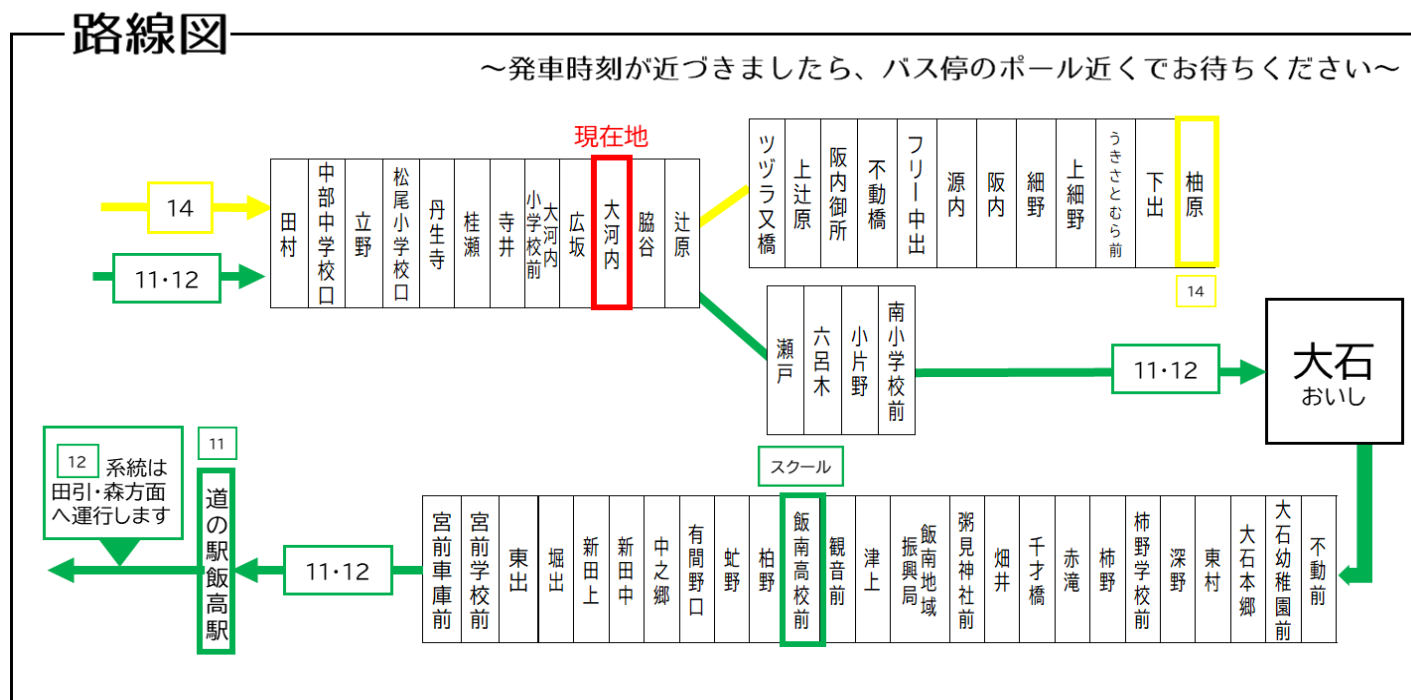 路線図
～発車時刻が近づきましたら、バス停のポール近くでお待ちください～
現在地
14
11・12
田村
中部中学校口
立野
松尾小学校口
丹生寺
桂瀬
寺井
大河内
小学校前
広坂
大河内
脇谷
辻原
ツヅラ又橋
上辻原
阪内御所
不動橋
フリー中出
源内
阪内
細野
上細野
うきさとむら前
下出
柚原
14
瀬戸
六呂木
小片野
南小学校前
11・12
大石
おいし
不動前
大石幼稚園前
大石本郷
東村
深野
柿野学校前
柿野
赤滝
千才橋
畑井
粥見神社前
飯南地域
振興局
津上
観音前
スクール
飯南高校前
柏野
虻野
有間野口
中之郷
新田中
新田上
堀出
東出
宮前学校前
宮前車庫前
11・12
11
道の駅飯高駅
12 系統は
田引・森方面
へ運行します